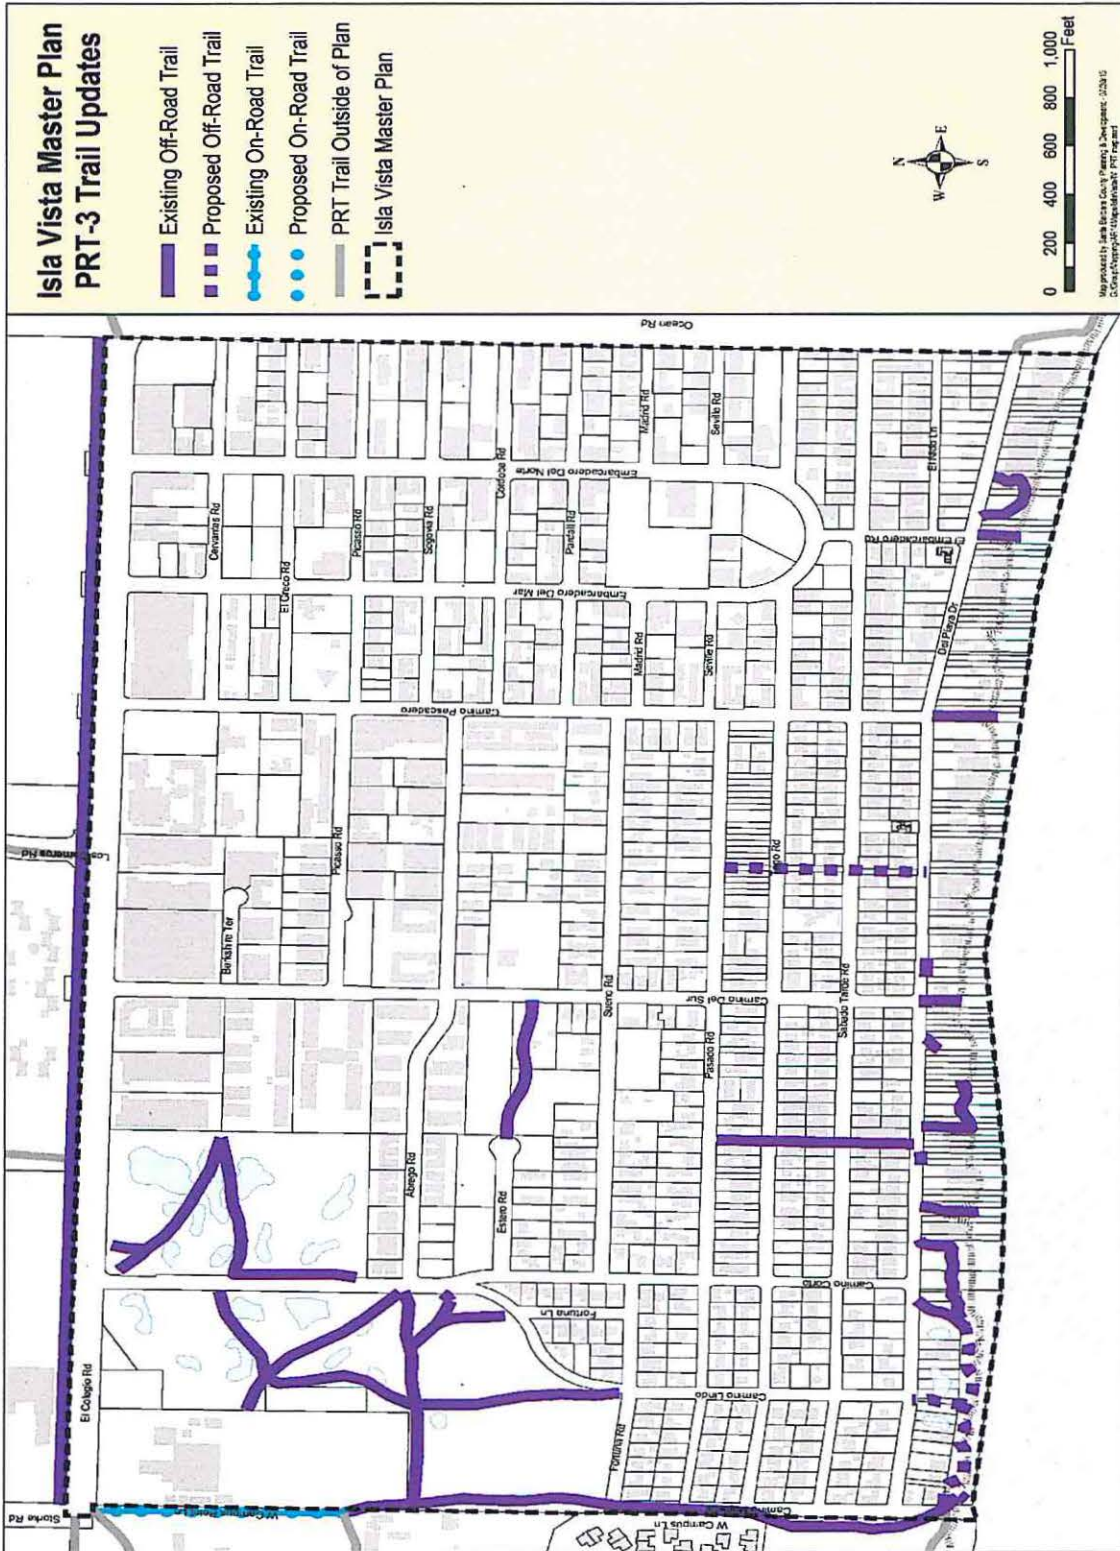 Isla Vista Master Plan
PRT-3 Trail Updates
Existing Off-Road Trail
Proposed Off-Road Trail
Existing On-Road Trail
Proposed On-Road Trail
PRT Trail Outside of Plan
Isla Vista Master Plan
N
W
E
S
0 200 400 600 800 1,000
Feet
Storke Rd
El Colegio Rd
Ocean Rd
Cervantes Rd
El Greco Rd
Picasso Rd
Segovia Rd
Cordoba Rd
Pardall Rd
Madrid Rd
Seville Rd
Embarcadero Del Norte
Embarcadero Del Mar
El Embarcadero Rd
El Nido Ln
Del Playa Dr
Madrid Rd
Seville Rd
Camino Pescadero
Picasso Rd
Berkshire Ter
Sueno Rd
Camino Del Sur
Pasado Rd
Sabado Tarde Rd
Abrego Rd
Estero Rd
Camino Corto
Fortuna Ln
Camino Lindo
Fortuna Rd
W Campus Ln